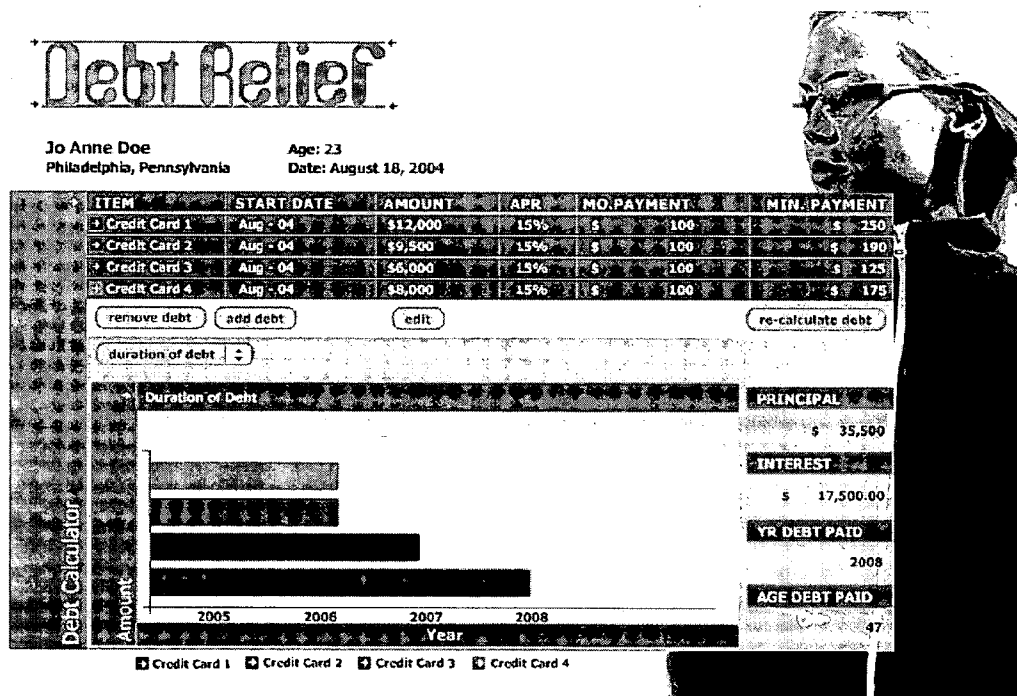 Debt Relief
Jo Anne Doe Age: 23
Philadelphia, Pennsylvania Date: August 18, 2004
ITEM START DATE AMOUNT APR MO.PAYMENT MIN. PAYMENT
Credit Card 1 Aug - 04 $12,000 15% $ 100 $ 250
Credit Card 2 Aug - 04 $9,500 15% $ 100 $ 190
Credit Card 3 Aug - 04 $6,000 15% $ 100 $ 125
Credit Card 4 Aug - 04 $8,000 15% $ 100 $ 175
remove debt add debt edit re-calculate debt
duration of debt
Duration of Debt
PRINCIPAL
$ 35,500
INTEREST
$ 17,500.00
YR DEBT PAID
2008
AGE DEBT PAID
47
Debt Calculator
Amount
2005 2006 2007 2008
Year
Credit Card 1 Credit Card 2 Credit Card 3 Credit Card 4